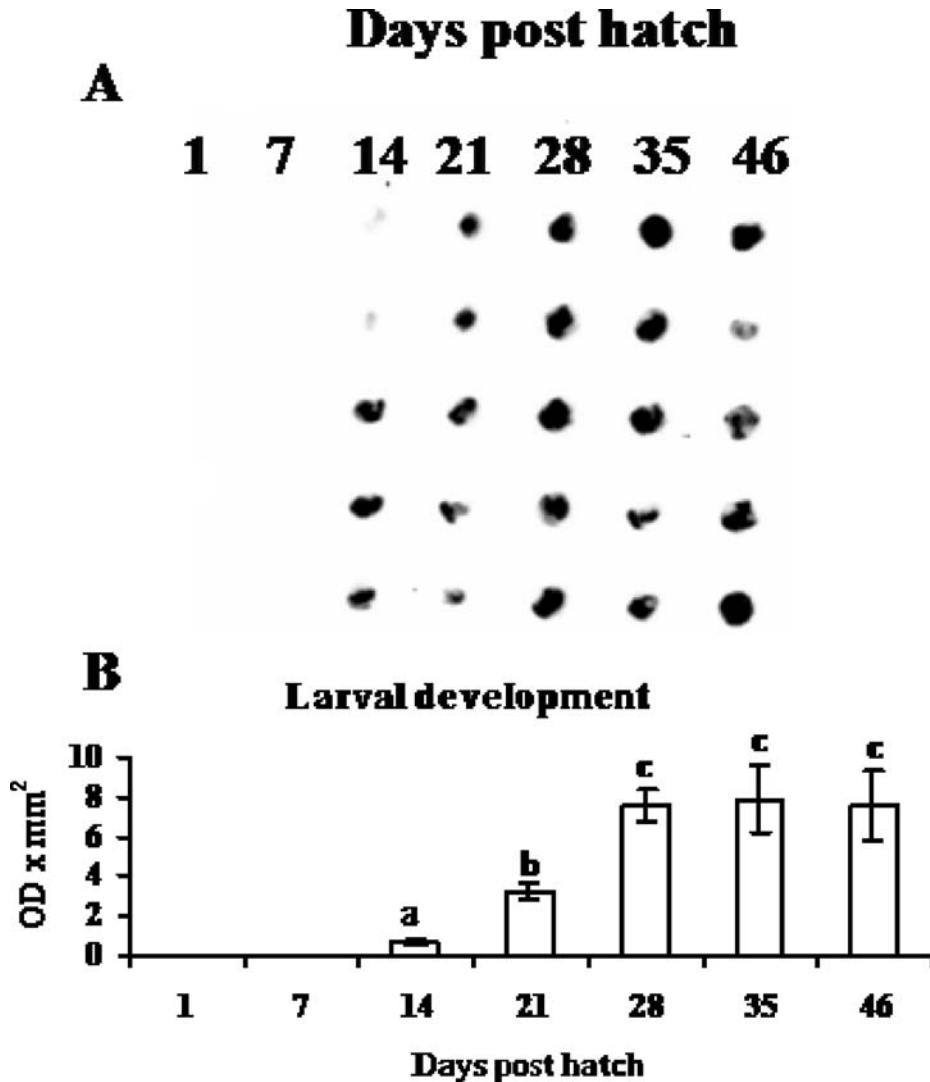 Days post hatch
A
1 7 14 21 28 35 46
B
Larval development
10
8
6
4
2
0
OD x mm²
a
b
c
c
c
1 7 14 21 28 35 46
Days post hatch